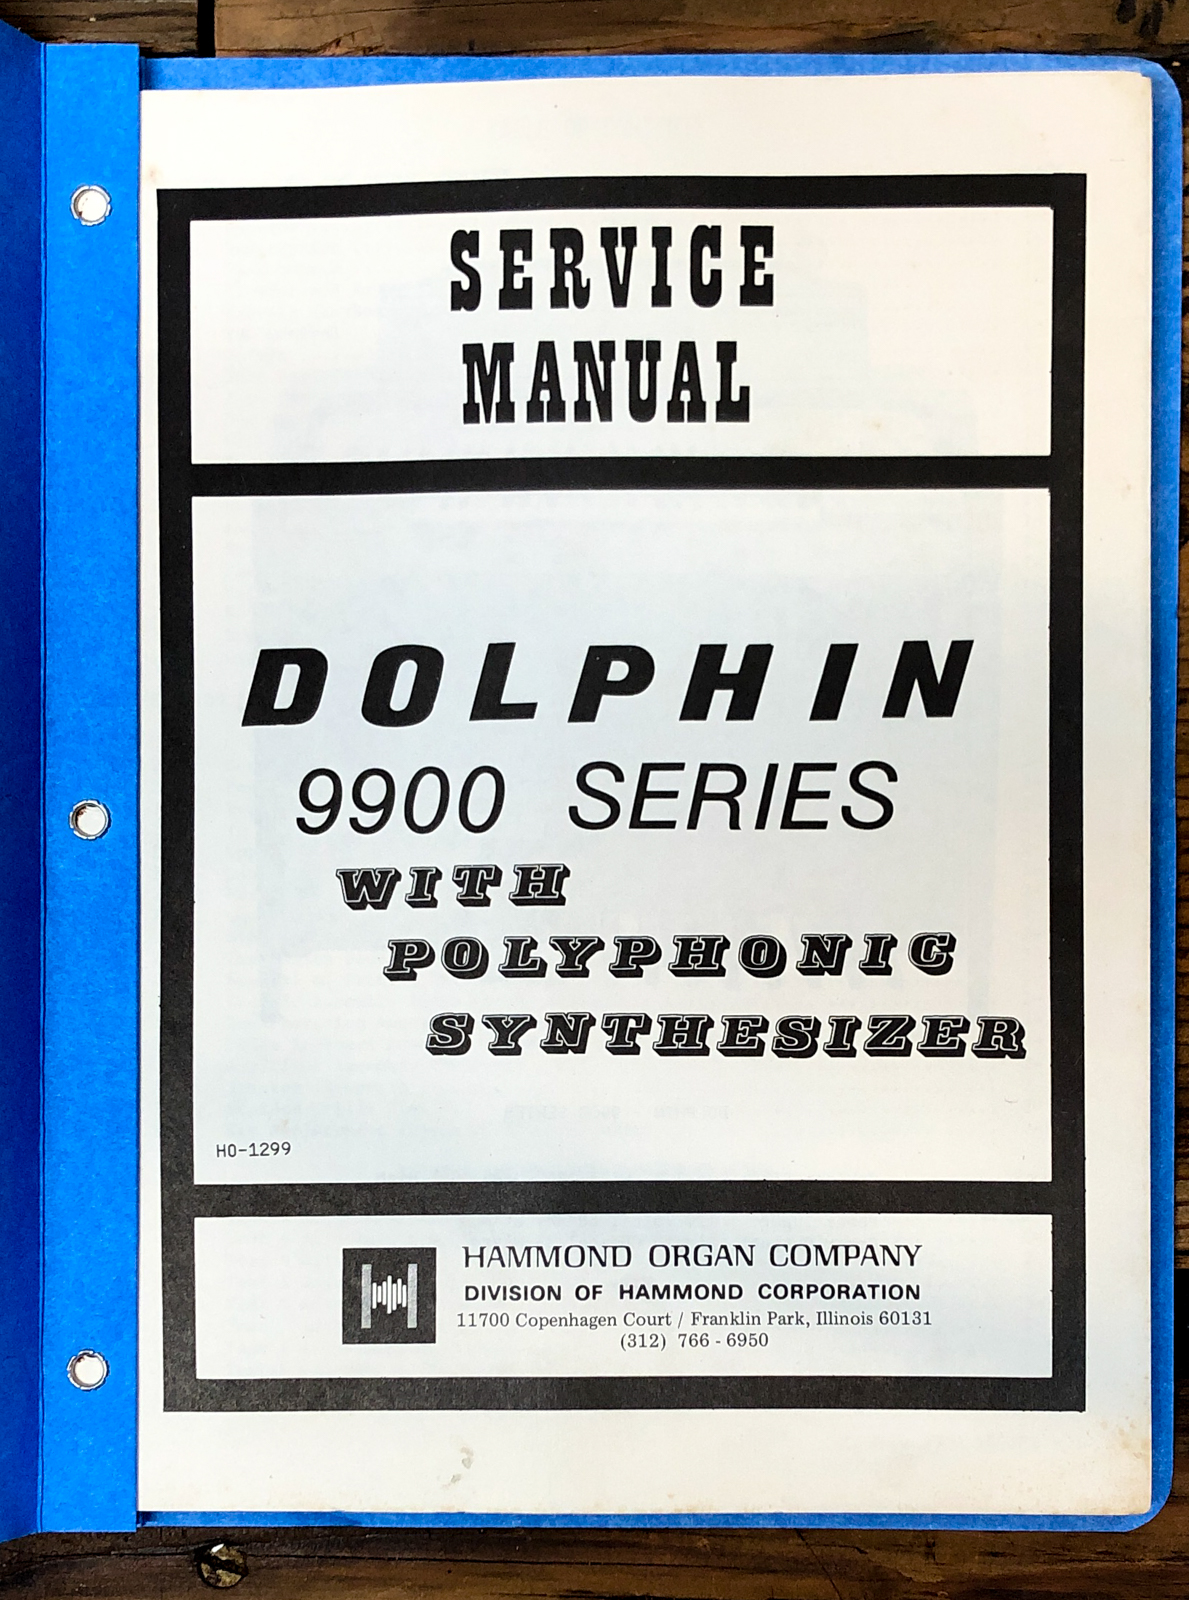 SERVICE
MANUAL
DOLPHIN
9900 SERIES
WITH
POLYPHONIC
SYNTHESIZER
HO-1299
HAMMOND ORGAN COMPANY
DIVISION OF HAMMOND CORPORATION
11700 Copenhagen Court / Franklin Park, Illinois 60131
(312) 766-6950